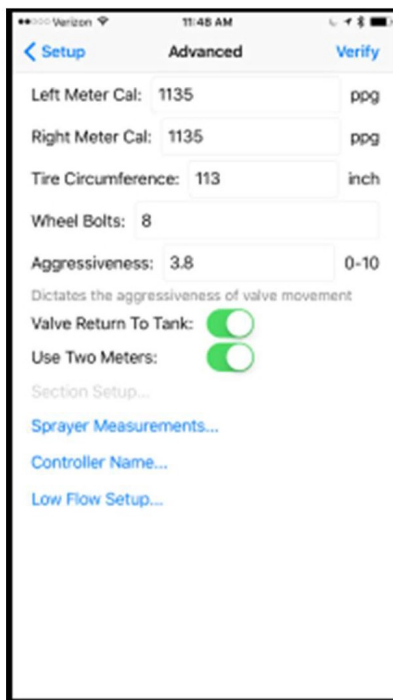 Verizon 11:48 AM
Setup Advanced Verify
Left Meter Cal: 1135 ppg
Right Meter Cal: 1135 ppg
Tire Circumference: 113 inch
Wheel Bolts: 8
Aggressiveness: 3.8 0-10
Dictates the aggressiveness of valve movement
Valve Return To Tank:
Use Two Meters:
Section Setup...
Sprayer Measurements...
Controller Name...
Low Flow Setup...